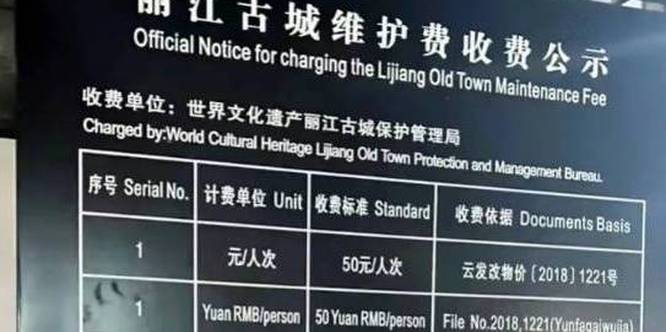 丽江古城维护费收费公示
Official Notice for charging the Lijiang Old Town Maintenance Fee
收费单位：世界文化遗产丽江古城保护管理局
Charged by:World Cultural Heritage Lijiang Old Town Protection and Management Bureau.
序号 Serial No. 计费单位 Unit 收费标准 Standard 收费依据 Documents Basis
1 元/人次 50元/人次 云发改物价〔2018〕1221号
1 Yuan RMB/person 50 Yuan RMB/person File No.2018,1221(Yunfagaiwujia)